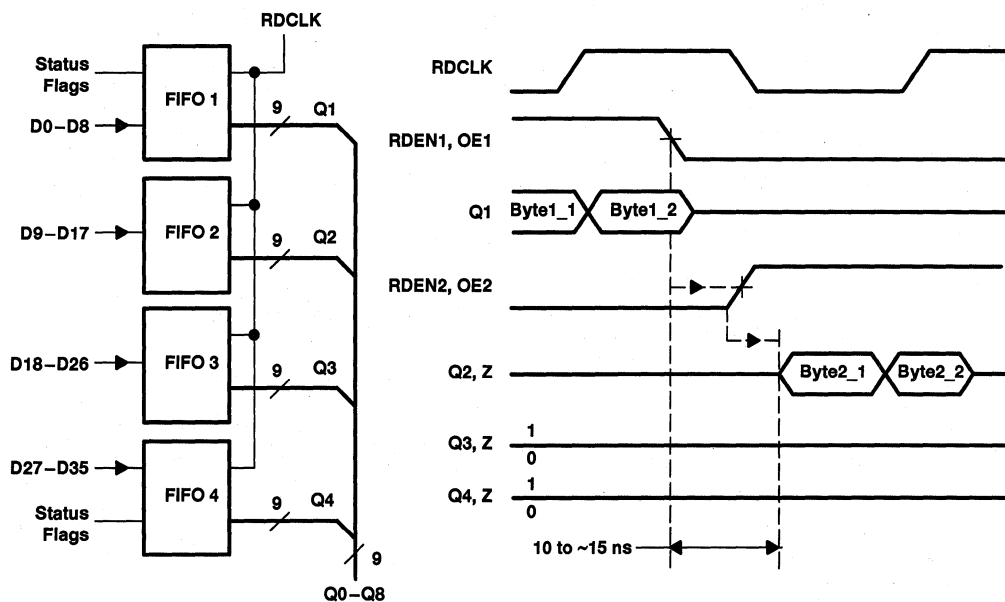 RDCLK
Status
Flags
FIFO 1
D0–D8
9
Q1
FIFO 2
D9–D17
9
Q2
FIFO 3
D18–D26
9
Q3
D27–D35
FIFO 4
Status
Flags
9
Q4
9
Q0–Q8
RDCLK
RDEN1, OE1
Q1
Byte1_1
Byte1_2
RDEN2, OE2
Q2, Z
Byte2_1
Byte2_2
Q3, Z
1
0
Q4, Z
1
0
10 to ~15 ns